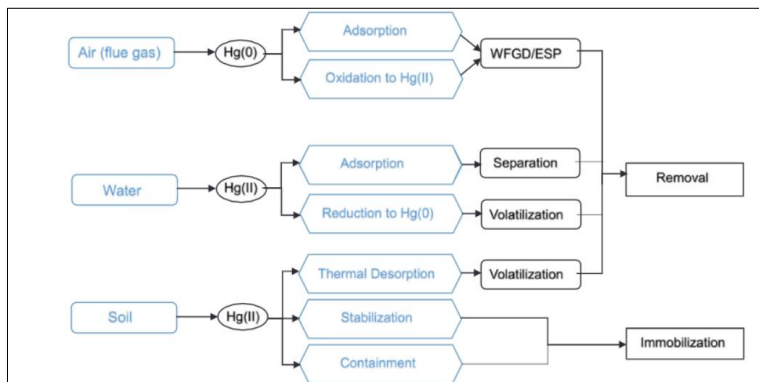 Air (flue gas)
Hg(0)
Adsorption
Oxidation to Hg(II)
WFGD/ESP
Water
Hg(II)
Adsorption
Separation
Reduction to Hg(0)
Volatilization
Removal
Soil
Hg(II)
Thermal Desorption
Volatilization
Stabilization
Containment
Immobilization